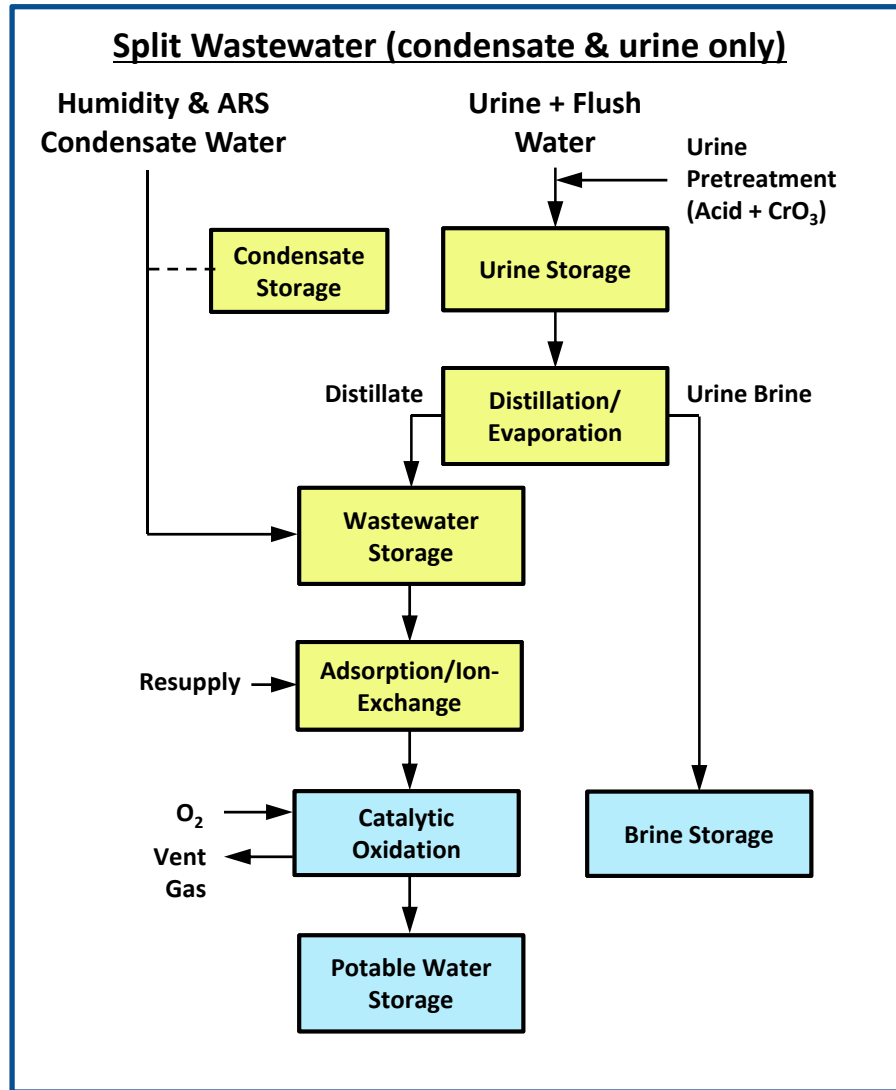 Split Wastewater (condensate & urine only)
Humidity & ARS
Condensate Water
Urine + Flush
Water
Urine
Pretreatment
(Acid + CrO₃)
Condensate
Storage
Urine Storage
Distillate
Distillation/
Evaporation
Urine Brine
Wastewater
Storage
Resupply
Adsorption/Ion-
Exchange
O₂
Vent
Gas
Catalytic
Oxidation
Brine Storage
Potable Water
Storage